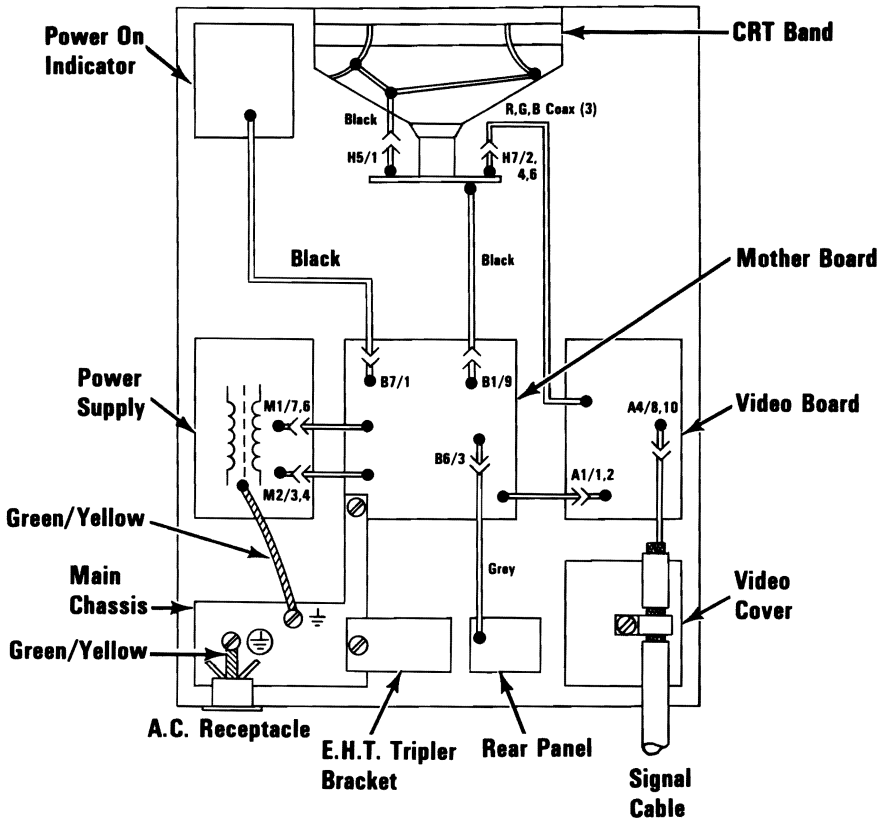 Power On
Indicator
CRT Band
R,G,B Coax (3)
Black
H5/1
H7/2,
4,6
Black
Black
Mother Board
B7/1
B1/9
Power
Supply
M1/7,6
A4/8,10
Video Board
B6/3
A1/1,2
M2/3,4
Green/Yellow
Grey
Main
Chassis
Video
Cover
Green/Yellow
A.C. Receptacle
E.H.T. Tripler
Bracket
Rear Panel
Signal
Cable